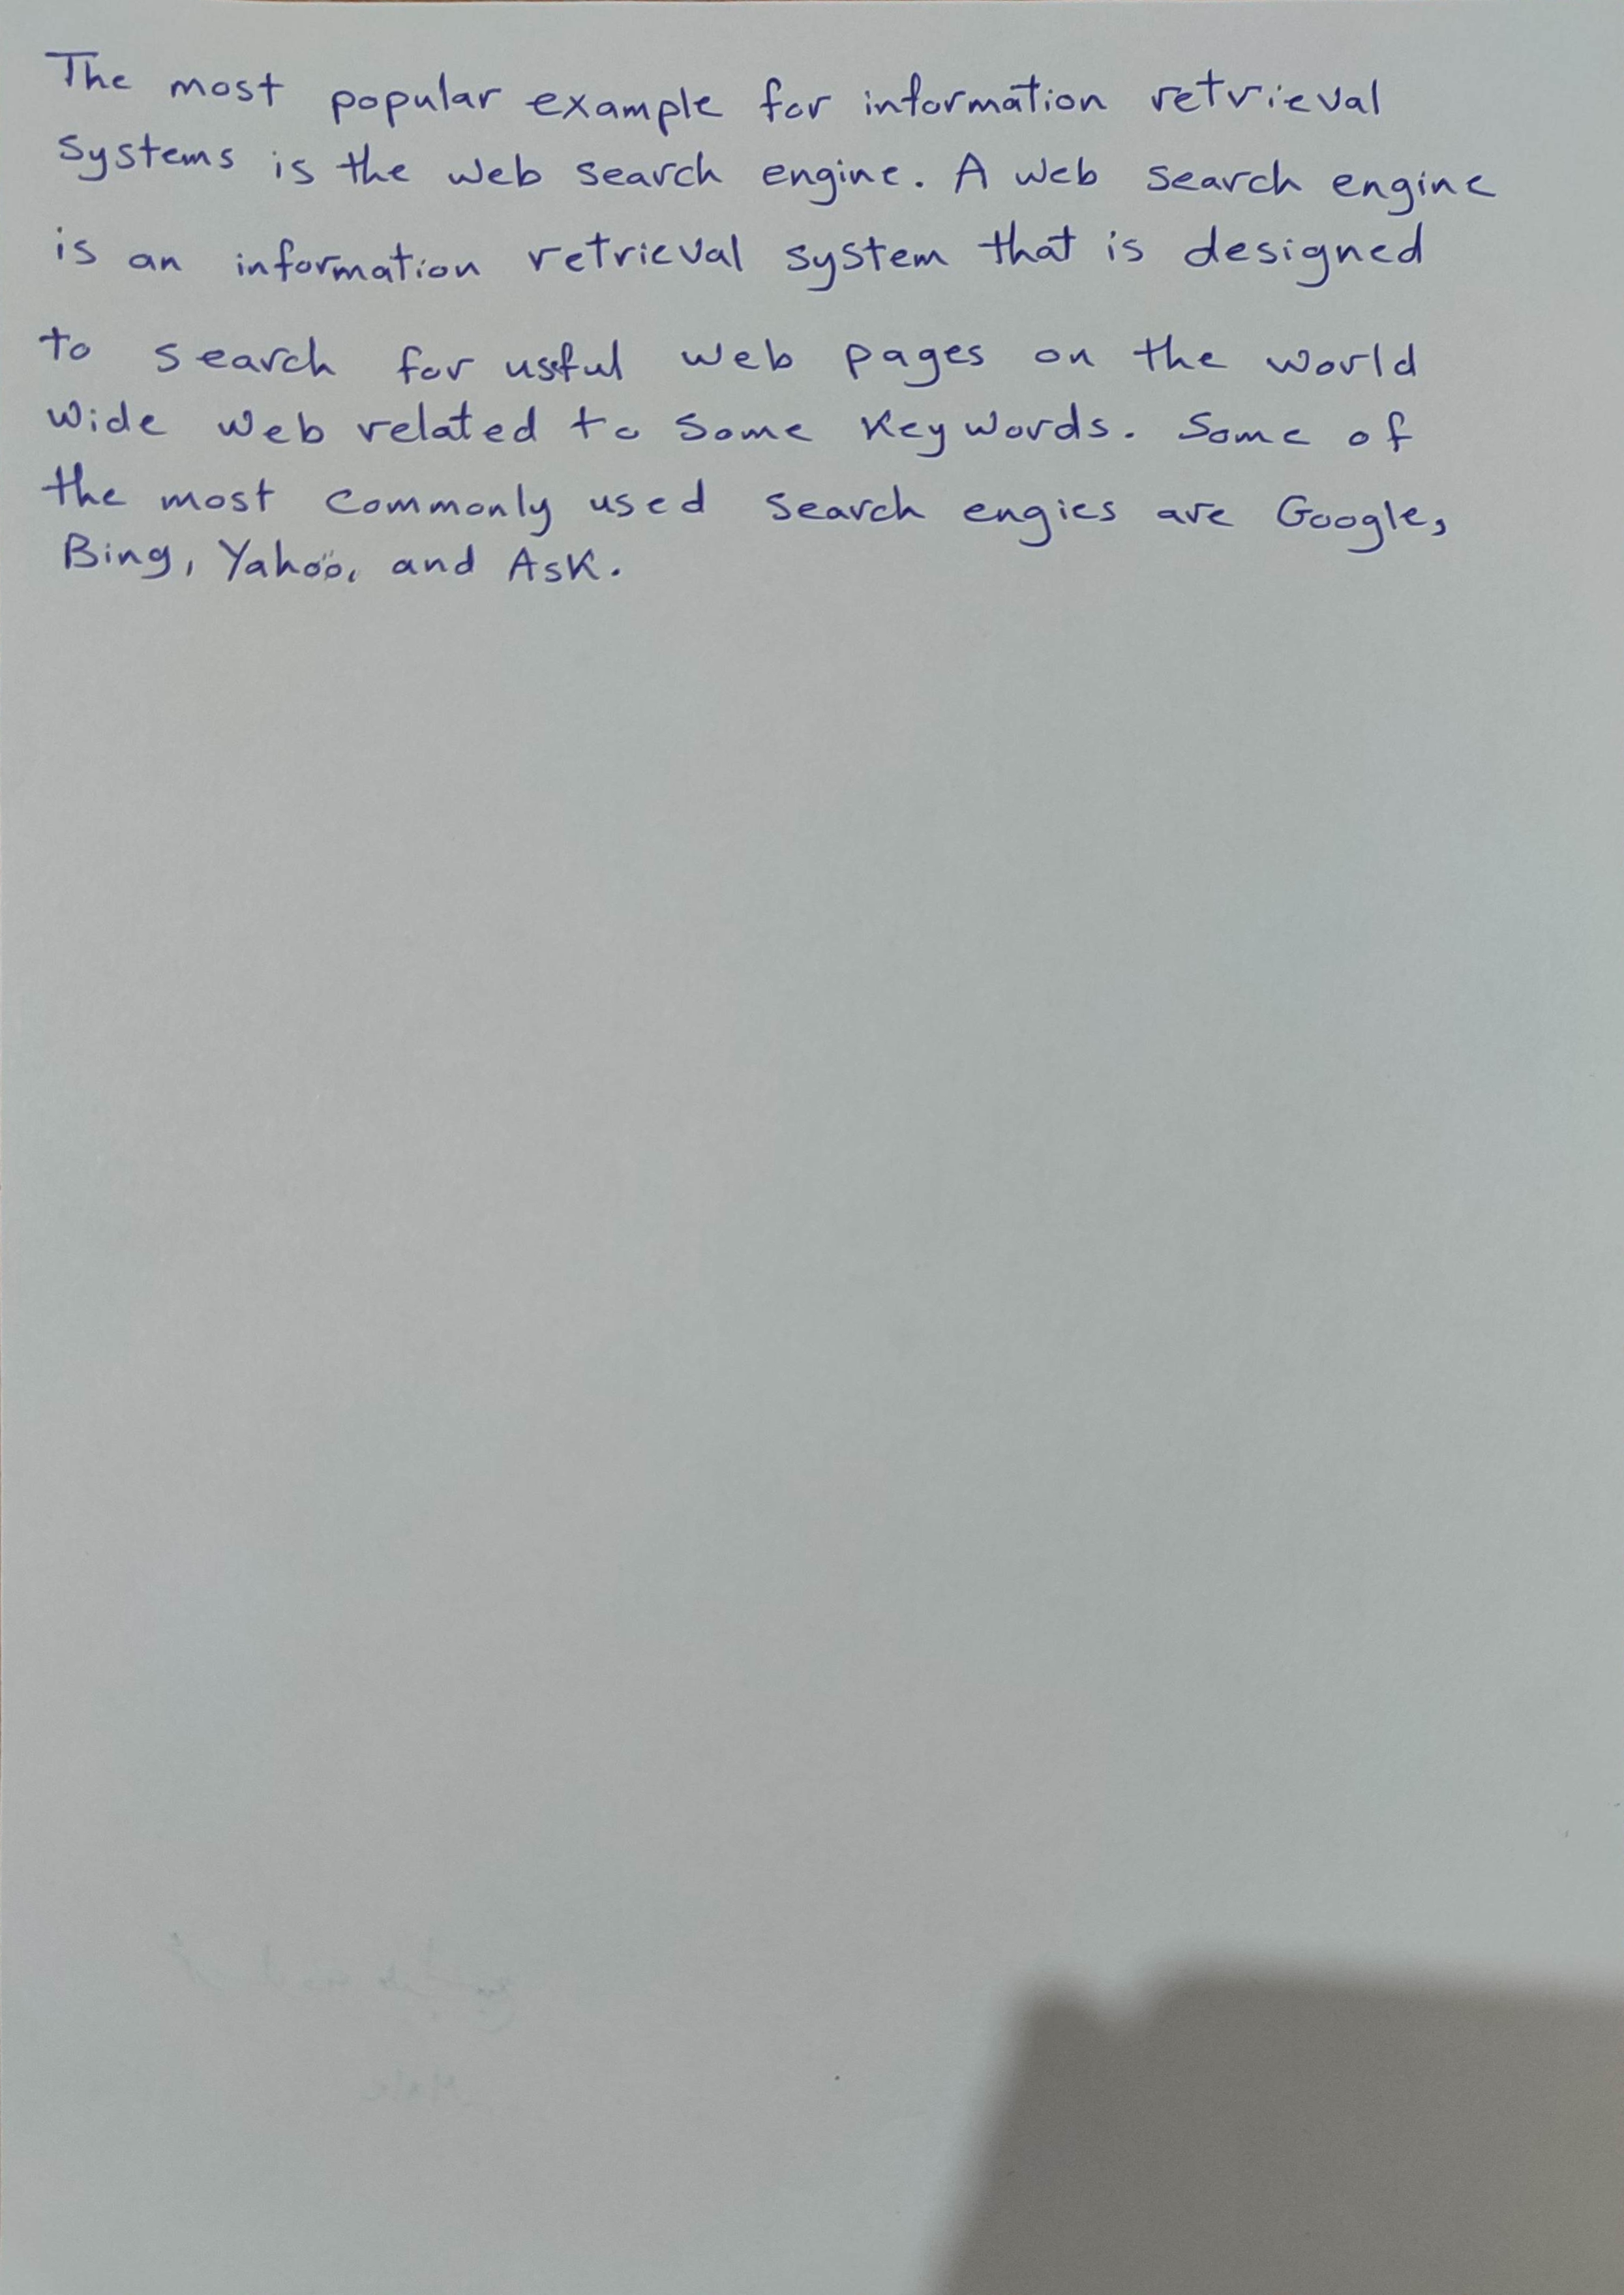 The most popular example for information retrieval
systems is the web search engine. A web search engine
is an information retrieval system that is designed
to search for useful web pages on the world
wide web related to some keywords. Some of
the most commonly used search engies are Google,
Bing, Yahoo, and Ask.